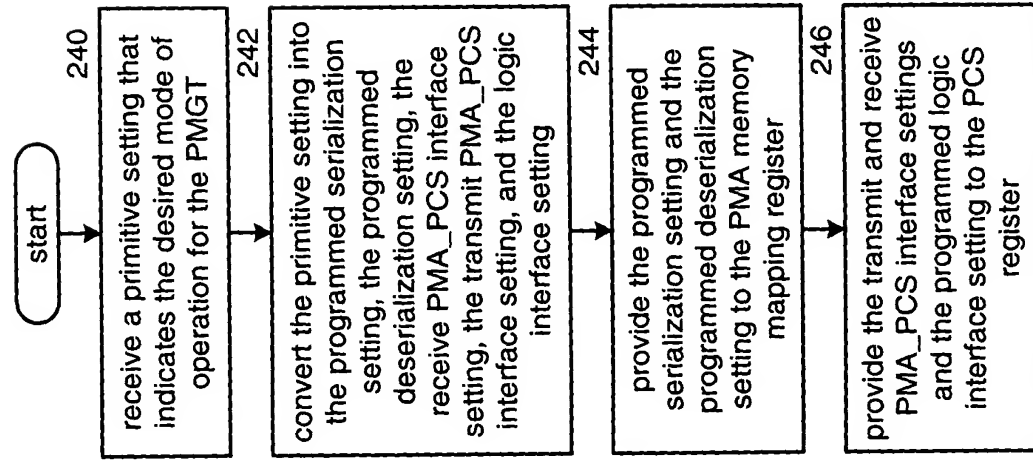 start
240
receive a primitive setting that
indicates the desired mode of
operation for the PMGT
242
convert the primitive setting into
the programmed serialization
setting, the programmed
deserialization setting, the
receive PMA_PCS interface
setting, the transmit PMA_PCS
interface setting, and the logic
interface setting
244
provide the programmed
serialization setting and the
programmed deserialization
setting to the PMA memory
mapping register
246
provide the transmit and receive
PMA_PCS interface settings
and the programmed logic
interface setting to the PCS
register